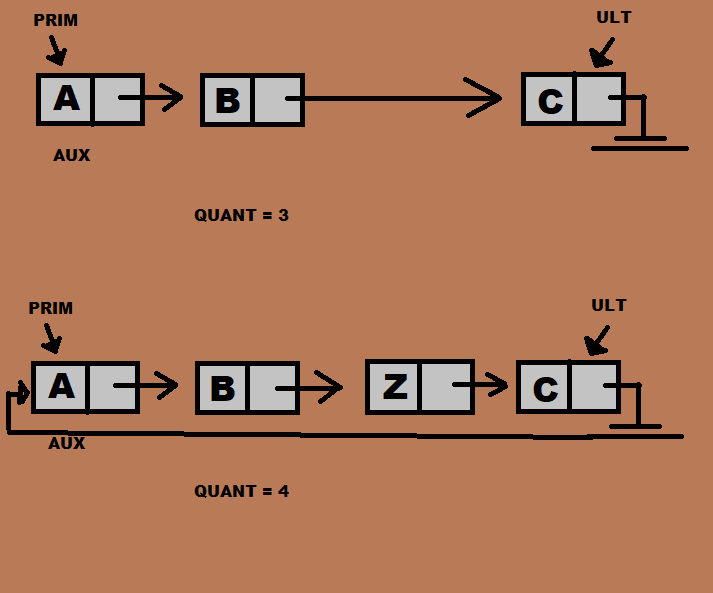 PRIM
ULT
A B C
AUX
QUANT = 3
PRIM
ULT
A B Z C
AUX
QUANT = 4